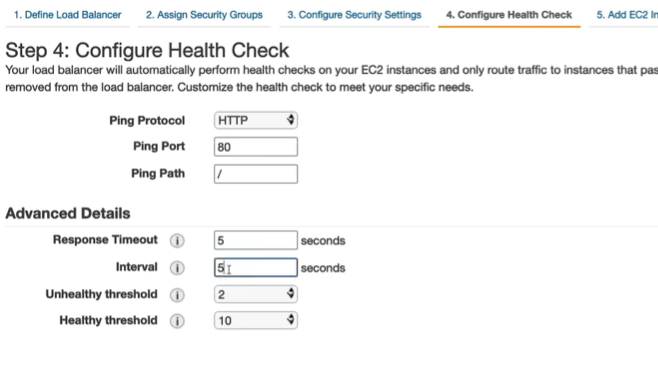 1. Define Load Balancer 2. Assign Security Groups 3. Configure Security Settings 4. Configure Health Check 5. Add EC2
Step 4: Configure Health Check
Your load balancer will automatically perform health checks on your EC2 instances and only route traffic to instances that
removed from the load balancer. Customize the health check to meet your specific needs.
Ping Protocol HTTP
Ping Port 80
Ping Path /
Advanced Details
Response Timeout i 5 seconds
Interval i 5 seconds
Unhealthy threshold i 2
Healthy threshold i 10